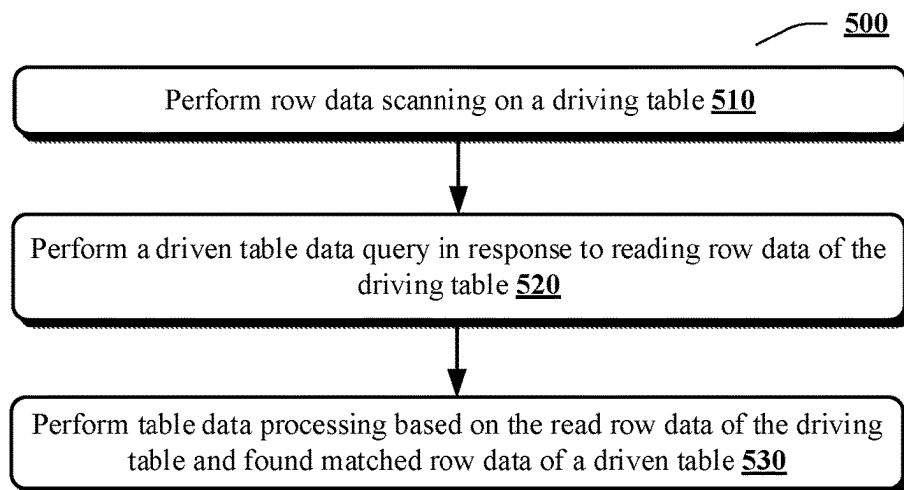 500
Perform row data scanning on a driving table 510
Perform a driven table data query in response to reading row data of the
driving table 520
Perform table data processing based on the read row data of the driving
table and found matched row data of a driven table 530